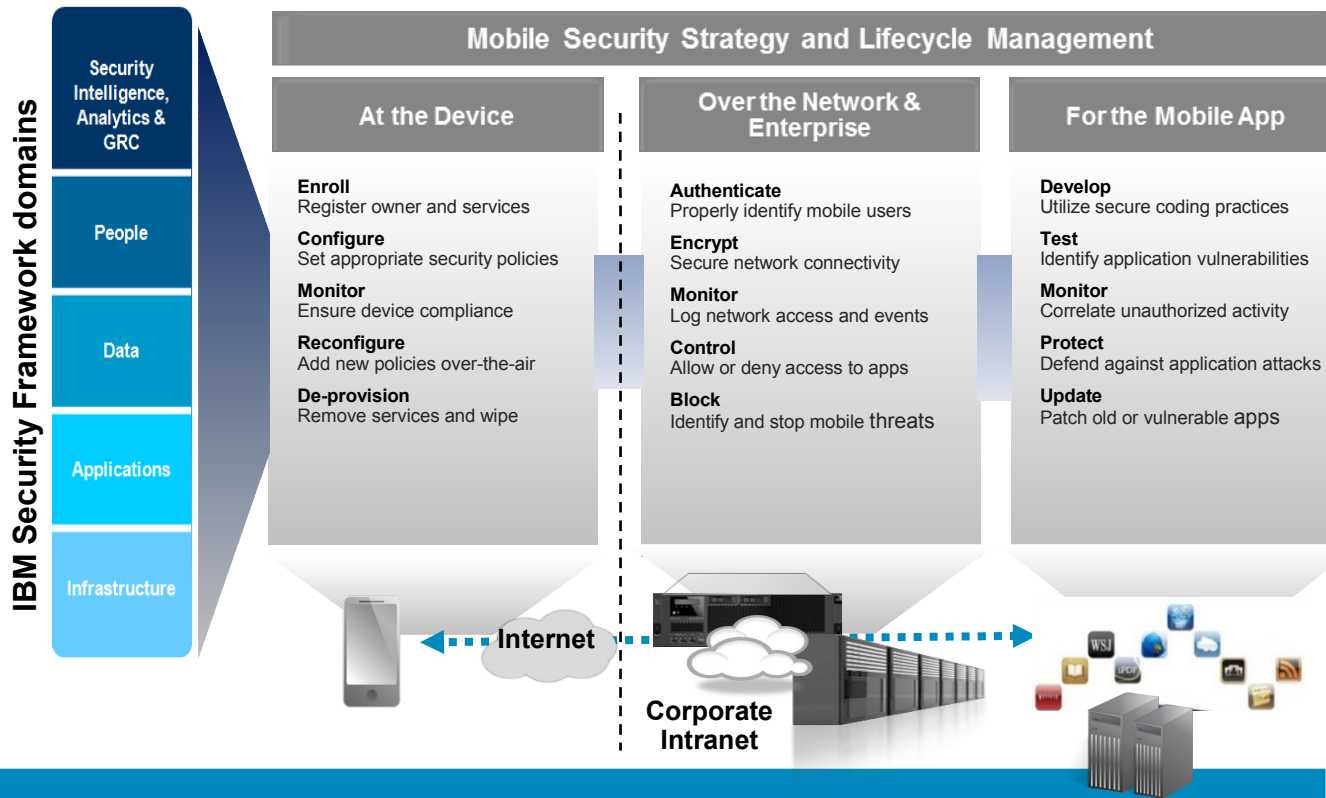 IBM Security Framework domains
Security
Intelligence,
Analytics &
GRC
People
Data
Applications
Infrastructure
Mobile Security Strategy and Lifecycle Management
At the Device
Enroll
Register owner and services
Configure
Set appropriate security policies
Monitor
Ensure device compliance
Reconfigure
Add new policies over-the-air
De-provision
Remove services and wipe
Over the Network &
Enterprise
Authenticate
Properly identify mobile users
Encrypt
Secure network connectivity
Monitor
Log network access and events
Control
Allow or deny access to apps
Block
Identify and stop mobile threats
For the Mobile App
Develop
Utilize secure coding practices
Test
Identify application vulnerabilities
Monitor
Correlate unauthorized activity
Protect
Defend against application attacks
Update
Patch old or vulnerable apps
Internet
Corporate
Intranet
WSJ